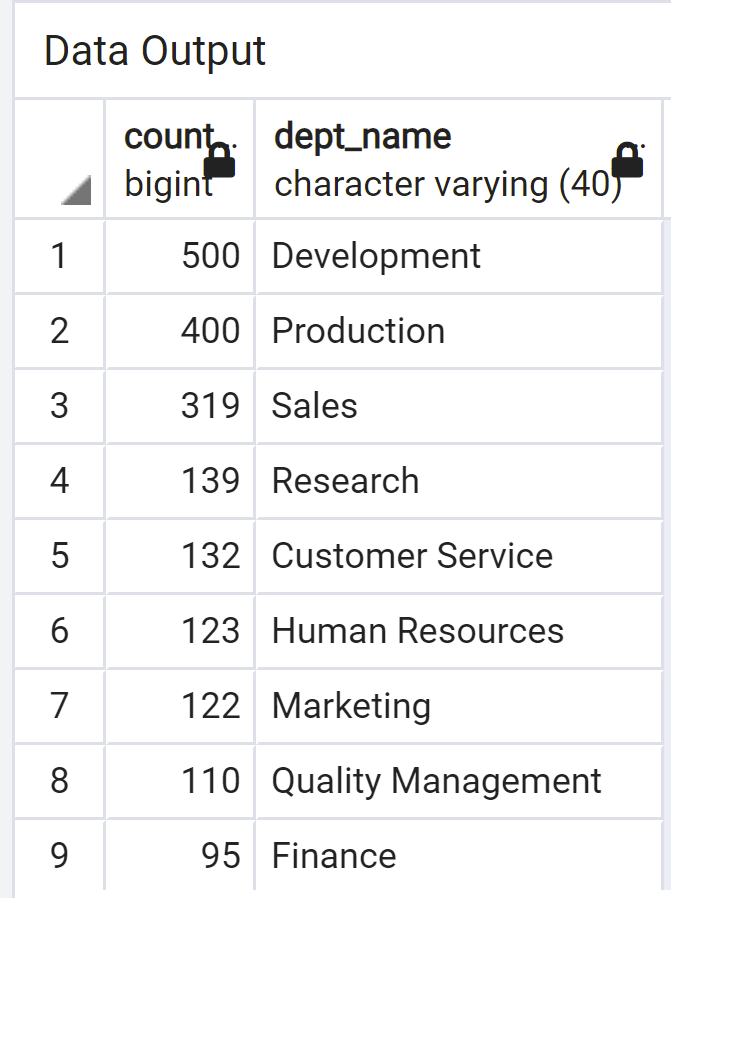 Data Output
count dept_name
bigint character varying (40)
1 500 Development
2 400 Production
3 319 Sales
4 139 Research
5 132 Customer Service
6 123 Human Resources
7 122 Marketing
8 110 Quality Management
9 95 Finance